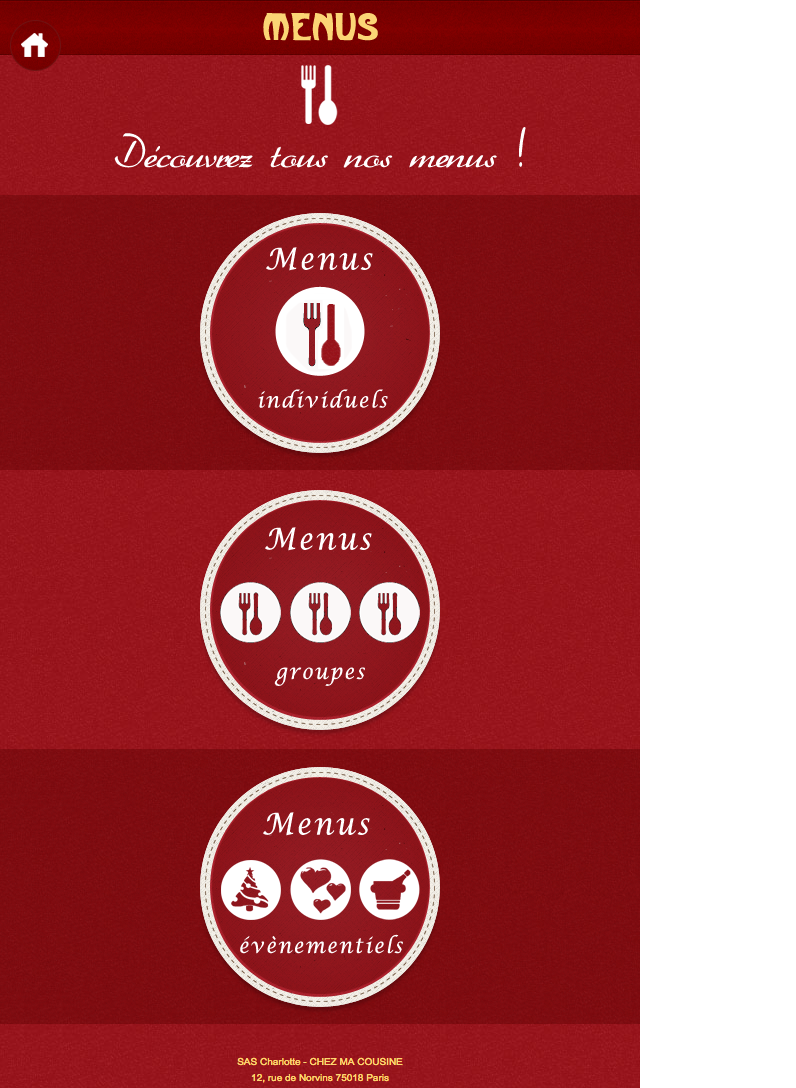 MENUS
Découvrez tous nos menus !
Menus
individuels
Menus
groupes
Menus
évènementiels
SAS Charlotte - CHEZ MA COUSINE
12, rue de Norvins 75018 Paris